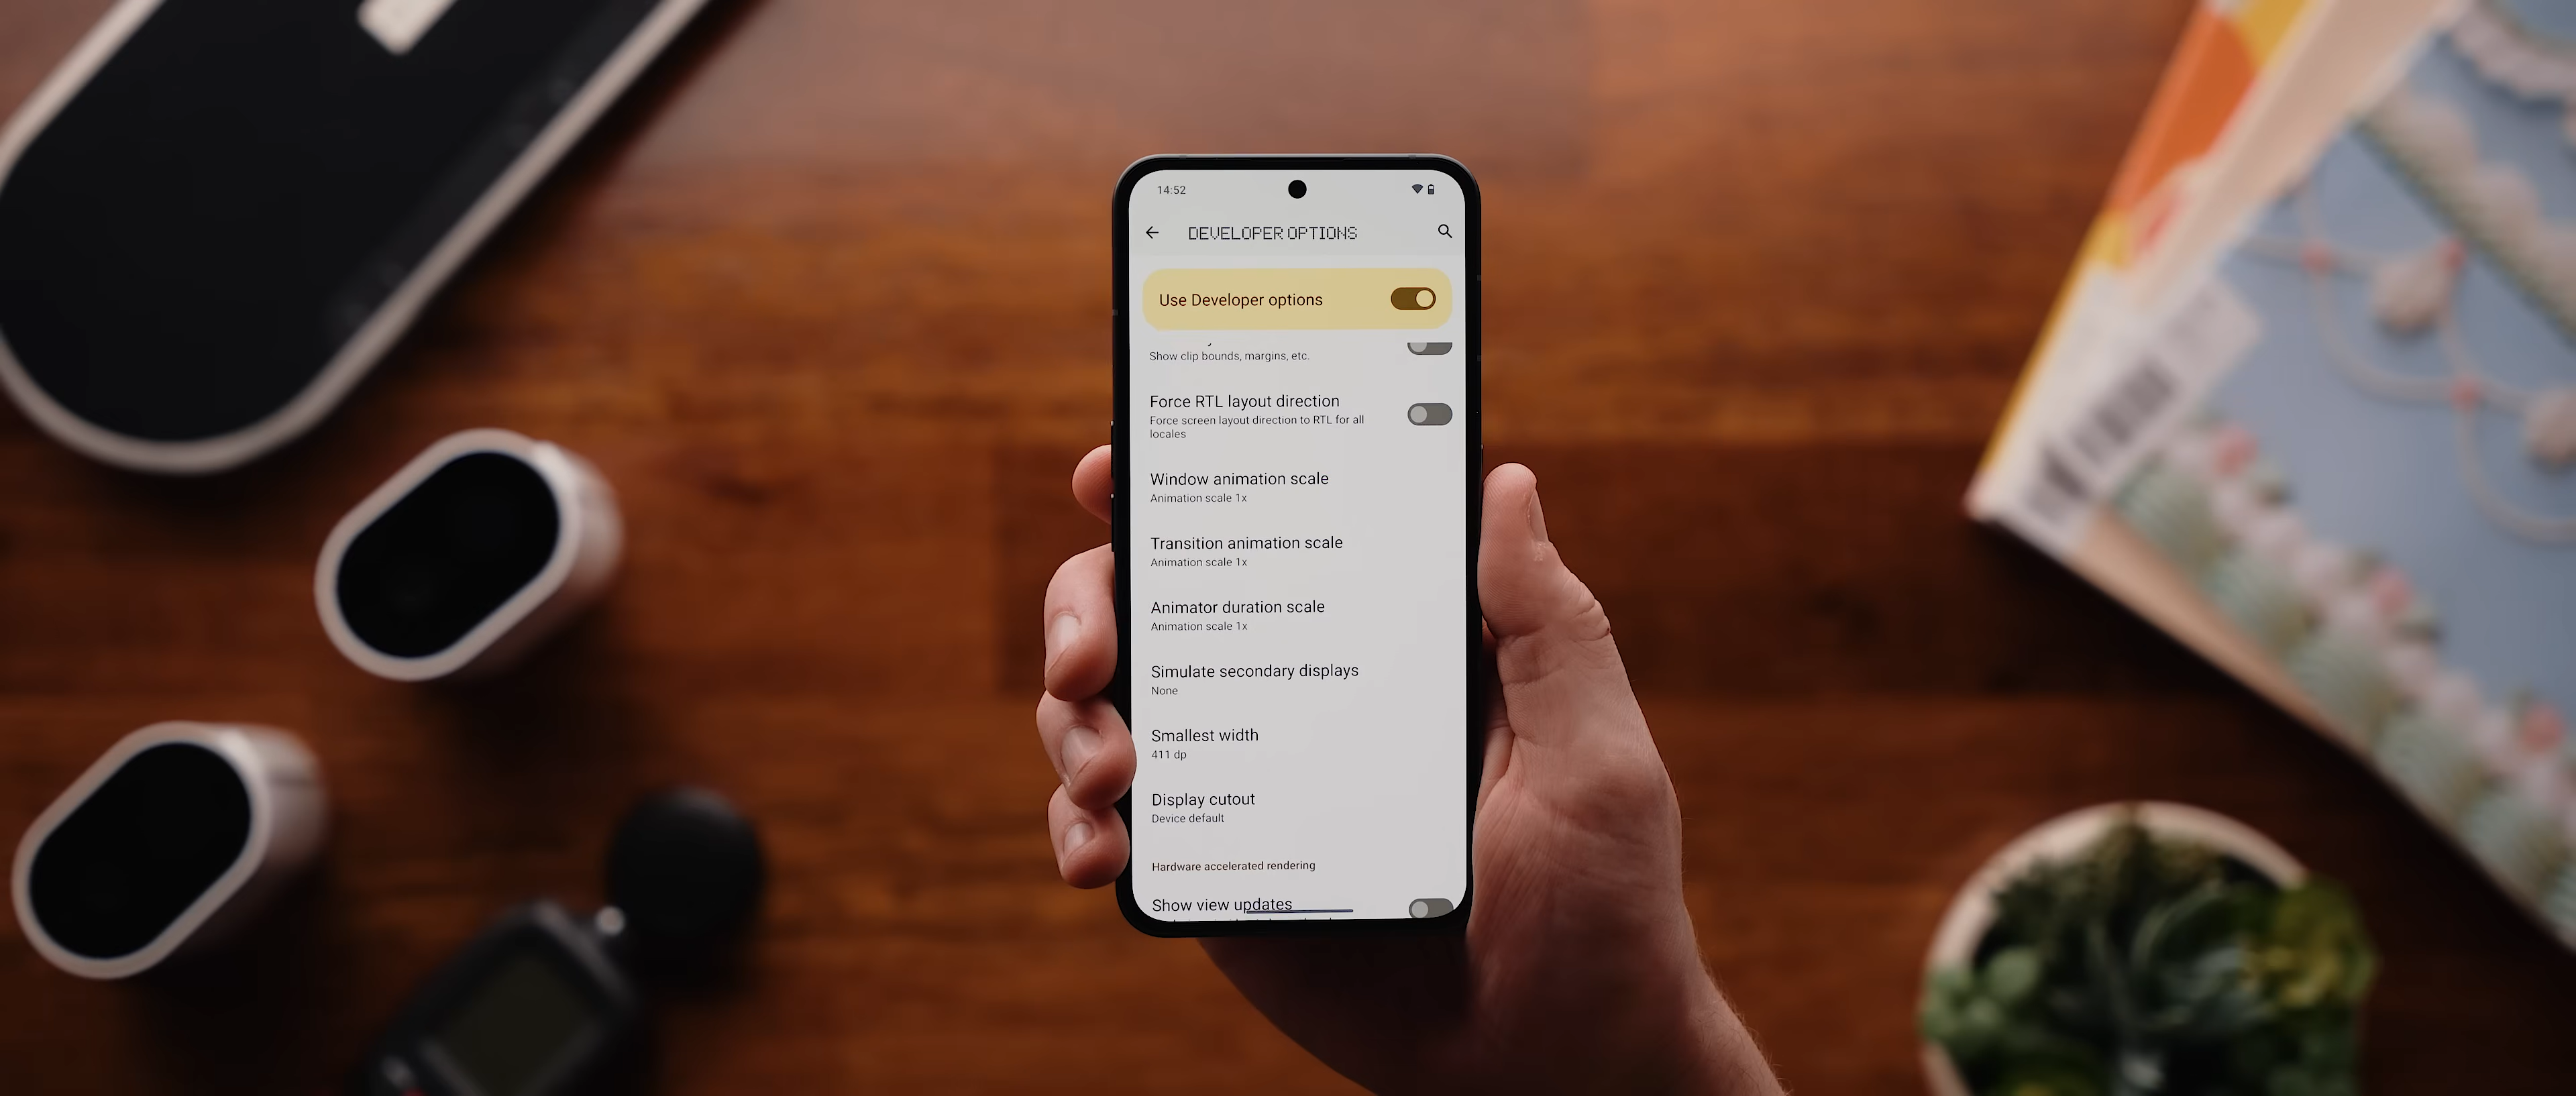 14:52
DEVELOPER OPTIONS
Use Developer options
Show clip bounds, margins, etc.
Force RTL layout direction
Force screen layout direction to RTL for all
locales
Window animation scale
Animation scale 1x
Transition animation scale
Animation scale 1x
Animator duration scale
Animation scale 1x
Simulate secondary displays
None
Smallest width
411 dp
Display cutout
Device default
Hardware accelerated rendering
Show view updates